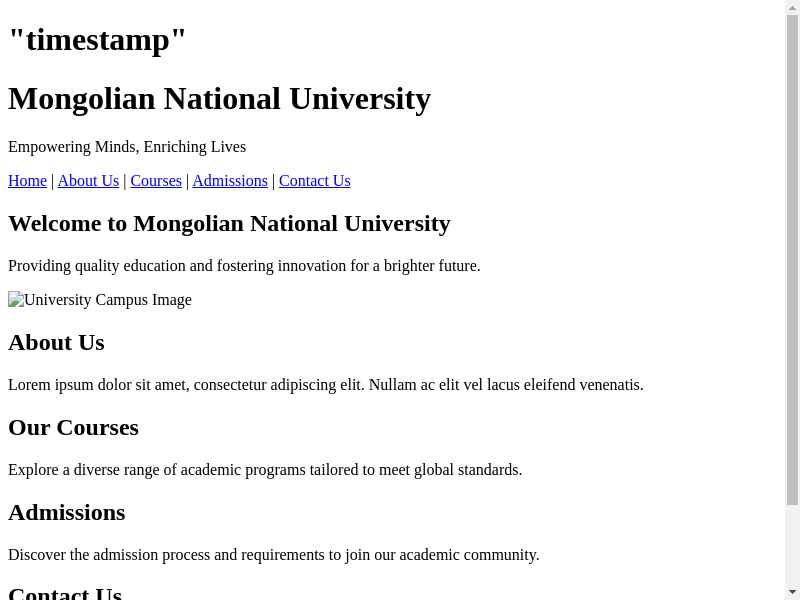 "timestamp"
Mongolian National University
Empowering Minds, Enriching Lives
Home | About Us | Courses | Admissions | Contact Us
Welcome to Mongolian National University
Providing quality education and fostering innovation for a brighter future.
University Campus Image
About Us
Lorem ipsum dolor sit amet, consectetur adipiscing elit. Nullam ac elit vel lacus eleifend venenatis.
Our Courses
Explore a diverse range of academic programs tailored to meet global standards.
Admissions
Discover the admission process and requirements to join our academic community.
Contact Us